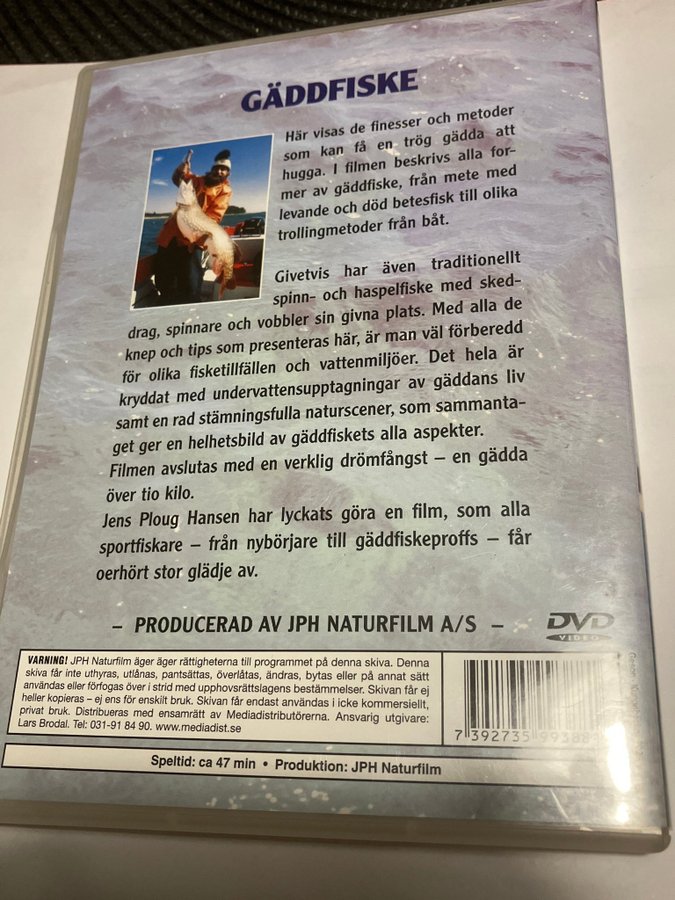 GÄDDFISKE
Här visas de finesser och metoder
som kan få en trög gädda att
hugga. I filmen beskrivs alla for-
mer av gäddfiske, från mete med
levande och död betesfisk till olika
trollingmetoder från båt.
Givetvis har även traditionellt
spinn- och haspelfiske med sked-
drag, spinnare och vobbler sin givna plats. Med alla de
knep och tips som presenteras här, är man väl förberedd
för olika fisketillfällen och vattenmiljöer. Det hela är
kryddat med undervattensupptagningar av gäddans liv
samt en rad stämningsfulla naturscener, som sammanta-
get ger en helhetsbild av gäddfiskets alla aspekter.
Filmen avslutas med en verklig drömfångst – en gädda
över tio kilo.
Jens Ploug Hansen har lyckats göra en film, som alla
sportfiskare – från nybörjare till gäddfiskeproffs – får
oerhört stor glädje av.
– PRODUCERAD AV JPH NATURFILM A/S –
DVD
VIDEO
VARNING! JPH Naturfilm äger äger rättigheterna till programmet på denna skiva. Denna
skiva får inte uthyras, utlånas, pantsättas, överlåtas, ändras, bytas eller på annat sätt
användas eller förfogas över i strid med upphovsrättslagens bestämmelser. Skivan får ej
heller kopieras – ej ens för enskilt bruk. Skivan får endast användas i icke kommersiellt,
privat bruk. Distribueras med ensamrätt av Mediadistributörerna. Ansvarig utgivare:
Lars Brodal. Tel: 031-91 84 90. www.mediadist.se
7 392735 99388
Speltid: ca 47 min • Produktion: JPH Naturfilm